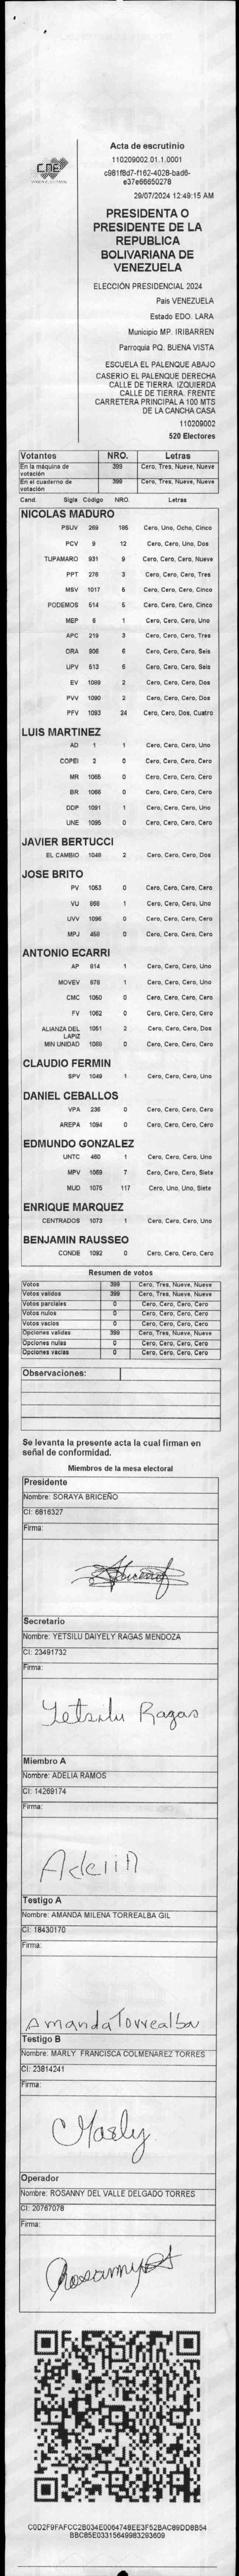 CNE
Acta de escrutinio
110209002.01.1.0001
c981f8d7-f162-4028-bad6-
e37e66650278
29/07/2024 12:49:15 AM
PRESIDENTA O
PRESIDENTE DE LA
REPUBLICA
BOLIVARIANA DE
VENEZUELA
ELECCIÓN PRESIDENCIAL 2024
Pais VENEZUELA
Estado EDO. LARA
Municipio MP. IRIBARREN
Parroquia PQ. BUENA VISTA
ESCUELA EL PALENQUE ABAJO
CASERIO EL PALENQUE DERECHA
CALLE DE TIERRA. IZQUIERDA
CALLE DE TIERRA. FRENTE
CARRETERA PRINCIPAL A 100 MTS
DE LA CANCHA CASA
110209002
520 Electores
Votantes NRO. Letras
En la máquina de votación 399 Cero, Tres, Nueve, Nueve
En el cuaderno de votación 399 Cero, Tres, Nueve, Nueve
Cand. Sigla Código NRO. Letras
NICOLAS MADURO
PSUV 269 185 Cero, Uno, Ocho, Cinco
PCV 9 12 Cero, Cero, Uno, Dos
TUPAMARO 931 9 Cero, Cero, Cero, Nueve
PPT 276 3 Cero, Cero, Cero, Tres
MSV 1017 5 Cero, Cero, Cero, Cinco
PODEMOS 514 5 Cero, Cero, Cero, Cinco
MEP 6 1 Cero, Cero, Cero, Uno
APC 219 3 Cero, Cero, Cero, Tres
ORA 906 6 Cero, Cero, Cero, Seis
UPV 513 6 Cero, Cero, Cero, Seis
EV 1089 2 Cero, Cero, Cero, Dos
PVV 1090 2 Cero, Cero, Cero, Dos
PFV 1093 24 Cero, Cero, Dos, Cuatro
LUIS MARTINEZ
AD 1 1 Cero, Cero, Cero, Uno
COPEI 2 0 Cero, Cero, Cero, Cero
MR 1065 0 Cero, Cero, Cero, Cero
BR 1066 0 Cero, Cero, Cero, Cero
DDP 1091 1 Cero, Cero, Cero, Uno
UNE 1095 0 Cero, Cero, Cero, Cero
JAVIER BERTUCCI
EL CAMBIO 1048 2 Cero, Cero, Cero, Dos
JOSE BRITO
PV 1053 0 Cero, Cero, Cero, Cero
VU 868 1 Cero, Cero, Cero, Uno
UVV 1096 0 Cero, Cero, Cero, Cero
MPJ 458 0 Cero, Cero, Cero, Cero
ANTONIO ECARRI
AP 814 1 Cero, Cero, Cero, Uno
MOVEV 878 1 Cero, Cero, Cero, Uno
CMC 1050 0 Cero, Cero, Cero, Cero
FV 1062 0 Cero, Cero, Cero, Cero
ALIANZA DEL LAPIZ 1051 2 Cero, Cero, Cero, Dos
MIN UNIDAD 1088 0 Cero, Cero, Cero, Cero
CLAUDIO FERMIN
SPV 1049 1 Cero, Cero, Cero, Uno
DANIEL CEBALLOS
VPA 236 0 Cero, Cero, Cero, Cero
AREPA 1094 0 Cero, Cero, Cero, Cero
EDMUNDO GONZALEZ
UNTC 460 1 Cero, Cero, Cero, Uno
MPV 1069 7 Cero, Cero, Cero, Siete
MUD 1075 117 Cero, Uno, Uno, Siete
ENRIQUE MARQUEZ
CENTRADOS 1073 1 Cero, Cero, Cero, Uno
BENJAMIN RAUSSEO
CONDE 1092 0 Cero, Cero, Cero, Cero
Resumen de votos
Votos 399 Cero, Tres, Nueve, Nueve
Votos validos 399 Cero, Tres, Nueve, Nueve
Votos parciales 0 Cero, Cero, Cero, Cero
Votos nulos 0 Cero, Cero, Cero, Cero
Votos vacios 0 Cero, Cero, Cero, Cero
Opciones validas 399 Cero, Tres, Nueve, Nueve
Opciones nulas 0 Cero, Cero, Cero, Cero
Opciones vacias 0 Cero, Cero, Cero, Cero
Observaciones:
Se levanta la presente acta la cual firman en
señal de conformidad.
Miembros de la mesa electoral
Presidente
Nombre: SORAYA BRICEÑO
CI: 6816327
Firma:
Secretario
Nombre: YETSILU DAIYELY RAGAS MENDOZA
CI: 23491732
Firma:
Yetsilu Ragas
Miembro A
Nombre: ADELIA RAMOS
CI: 14269174
Firma:
Adelia
Testigo A
Nombre: AMANDA MILENA TORREALBA GIL
CI: 18430170
Firma:
Amanda Torrealba
Testigo B
Nombre: MARLY FRANCISCA COLMENAREZ TORRES
CI: 23814241
Firma:
Marly
Operador
Nombre: ROSANNY DEL VALLE DELGADO TORRES
CI: 20767078
Firma:
C0D2F9FAFCC2B034E0064748EE3F52BAC89DD8B54
BBC85E03315649983293609